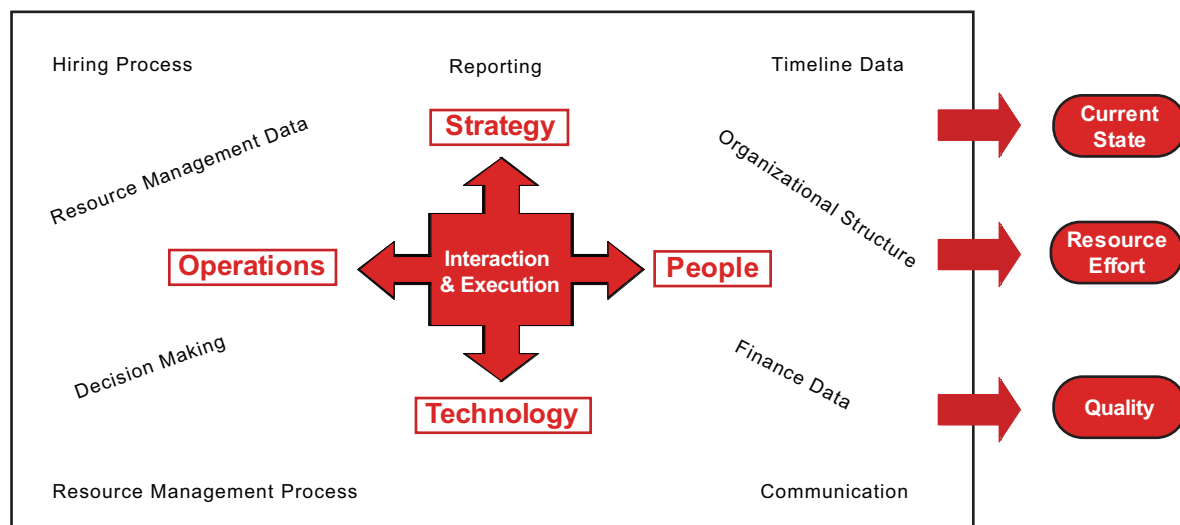 Hiring Process
Reporting
Timeline Data
Strategy
Current
State
Resource Management Data
Organizational Structure
Operations
Interaction
& Execution
People
Resource
Effort
Decision Making
Finance Data
Technology
Quality
Resource Management Process
Communication